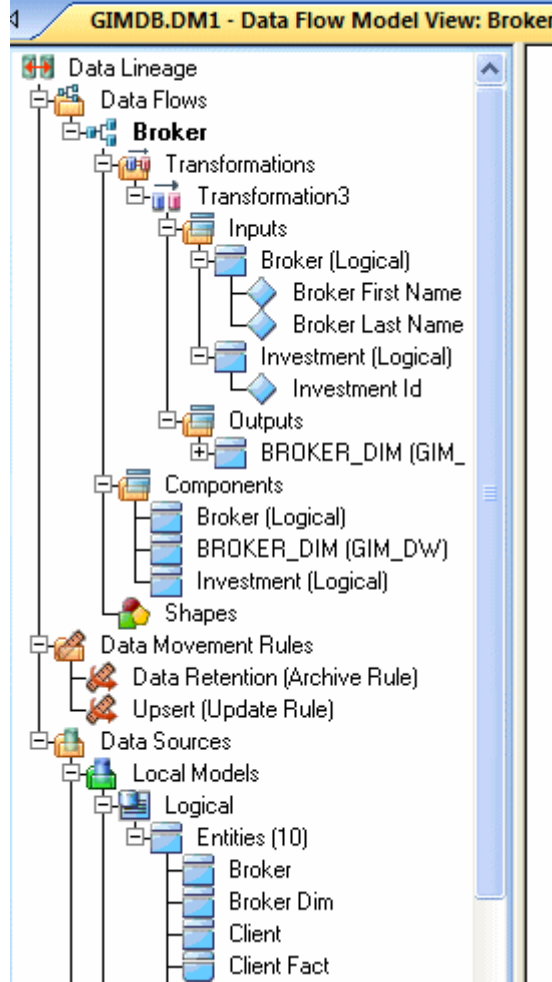 GIMDB.DM1 - Data Flow Model View: Broker
Data Lineage
Data Flows
Broker
Transformations
Transformation3
Inputs
Broker (Logical)
Broker First Name
Broker Last Name
Investment (Logical)
Investment Id
Outputs
BROKER_DIM (GIM_
Components
Broker (Logical)
BROKER_DIM (GIM_DW)
Investment (Logical)
Shapes
Data Movement Rules
Data Retention (Archive Rule)
Upsert (Update Rule)
Data Sources
Local Models
Logical
Entities (10)
Broker
Broker Dim
Client
Client Fact